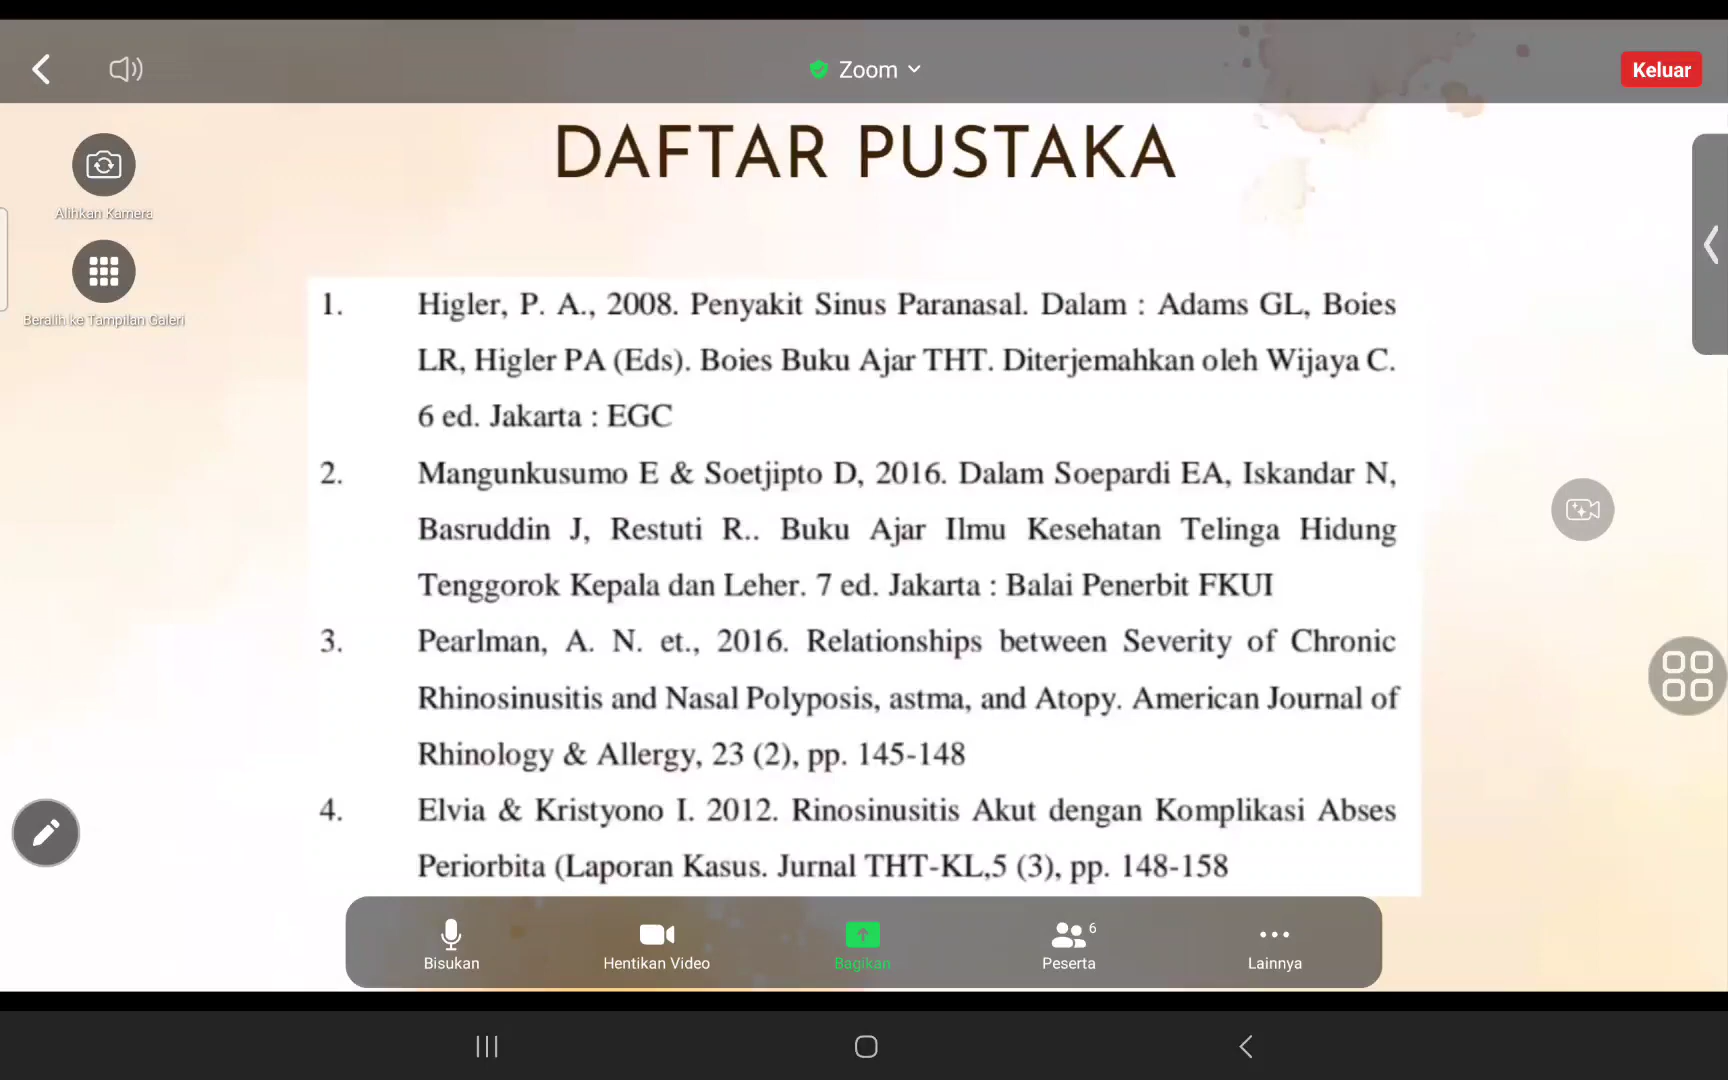 Zoom
Keluar
DAFTAR PUSTAKA
Alihkan Kamera
Beralih ke Tampilan Galeri
1. Higler, P. A., 2008. Penyakit Sinus Paranasal. Dalam : Adams GL, Boies
LR, Higler PA (Eds). Boies Buku Ajar THT. Diterjemahkan oleh Wijaya C.
6 ed. Jakarta : EGC
2. Mangunkusumo E & Soetjipto D, 2016. Dalam Soepardi EA, Iskandar N,
Basruddin J, Restuti R.. Buku Ajar Ilmu Kesehatan Telinga Hidung
Tenggorok Kepala dan Leher. 7 ed. Jakarta : Balai Penerbit FKUI
3. Pearlman, A. N. et., 2016. Relationships between Severity of Chronic
Rhinosinusitis and Nasal Polyposis, astma, and Atopy. American Journal of
Rhinology & Allergy, 23 (2), pp. 145-148
4. Elvia & Kristyono I. 2012. Rinosinusitis Akut dengan Komplikasi Abses
Periorbita (Laporan Kasus. Jurnal THT-KL,5 (3), pp. 148-158
Bisukan
Hentikan Video
Bagikan
6
Peserta
Lainnya